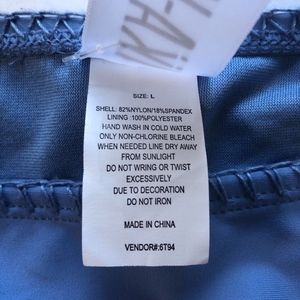 SIZE: L
SHELL: 82%NYLON/18%SPANDEX
LINING :100%POLYESTER
HAND WASH IN COLD WATER
ONLY NON-CHLORINE BLEACH
WHEN NEEDED LINE DRY AWAY
FROM SUNLIGHT
DO NOT WRING OR TWIST
EXCESSIVELY
DUE TO DECORATION
DO NOT IRON
MADE IN CHINA
VENDOR#:6T94